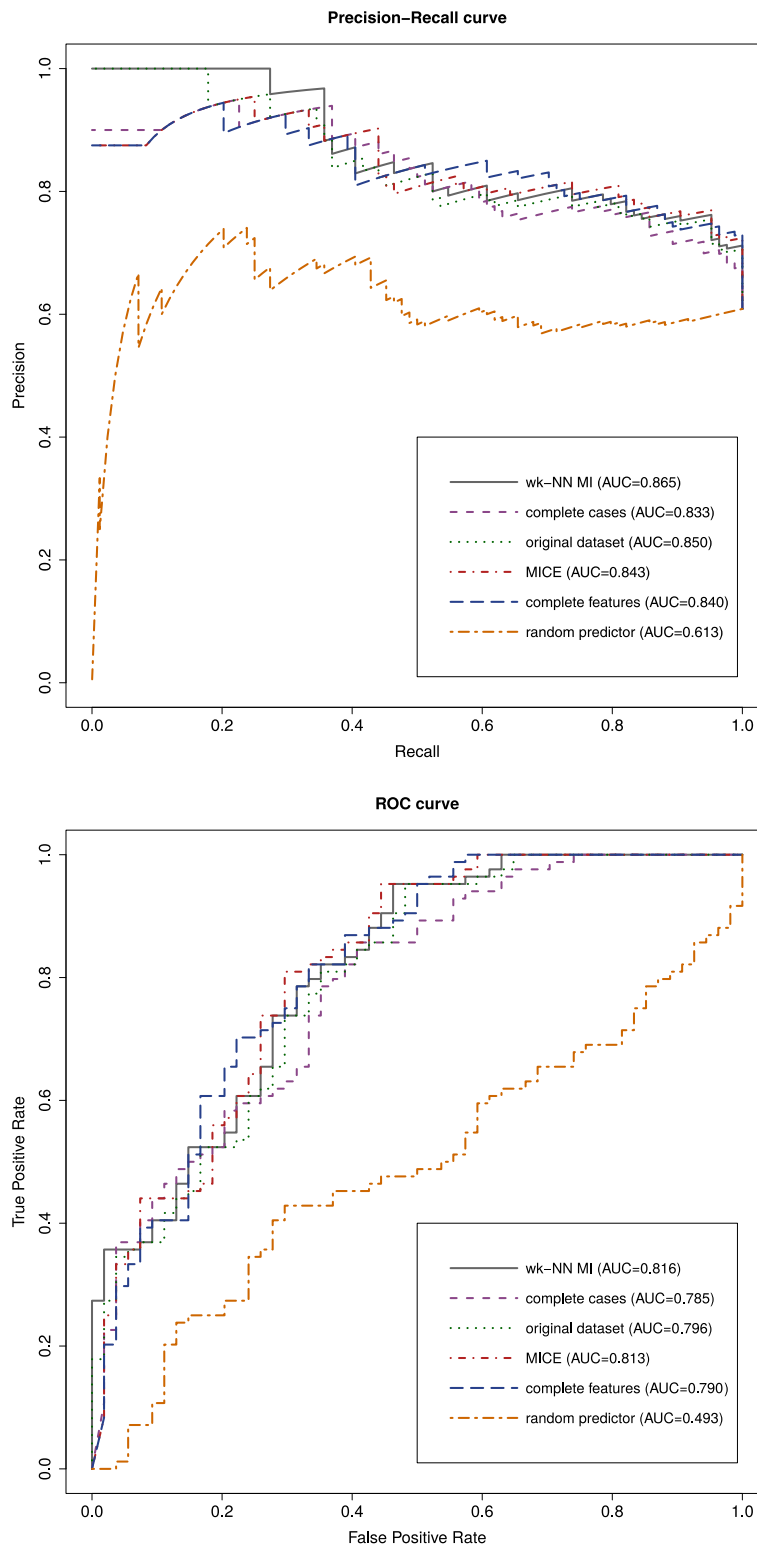 Precision−Recall curve
1.0
0.8
0.6
0.4
0.2
0.0
Precision
wk−NN MI (AUC=0.865)
complete cases (AUC=0.833)
original dataset (AUC=0.850)
MICE (AUC=0.843)
complete features (AUC=0.840)
random predictor (AUC=0.613)
0.0 0.2 0.4 0.6 0.8 1.0
Recall
ROC curve
1.0
0.8
0.6
0.4
0.2
0.0
True Positive Rate
wk−NN MI (AUC=0.816)
complete cases (AUC=0.785)
original dataset (AUC=0.796)
MICE (AUC=0.813)
complete features (AUC=0.790)
random predictor (AUC=0.493)
0.0 0.2 0.4 0.6 0.8 1.0
False Positive Rate